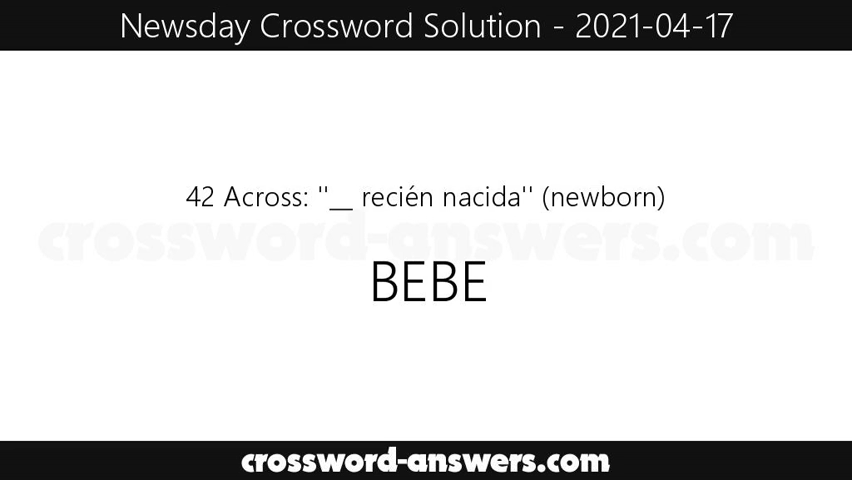 Newsday Crossword Solution - 2021-04-17
42 Across: ''__ recién nacida'' (newborn)
crossword-answers.com
BEBE
crossword-answers.com